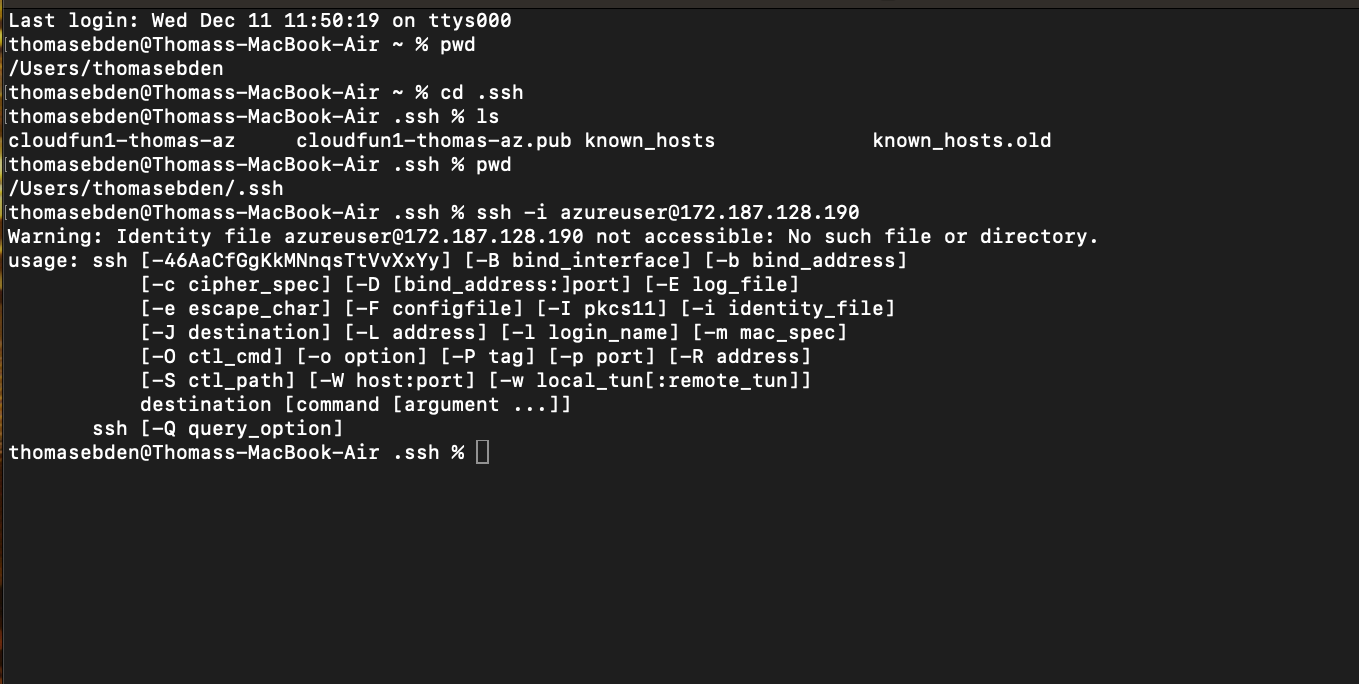 Last login: Wed Dec 11 11:50:19 on ttys000
[thomasebden@Thomass-MacBook-Air ~ % pwd
/Users/thomasebden
[thomasebden@Thomass-MacBook-Air ~ % cd .ssh
[thomasebden@Thomass-MacBook-Air .ssh % ls
cloudfun1-thomas-az     cloudfun1-thomas-az.pub known_hosts             known_hosts.old
[thomasebden@Thomass-MacBook-Air .ssh % pwd
/Users/thomasebden/.ssh
[thomasebden@Thomass-MacBook-Air .ssh % ssh -i azureuser@172.187.128.190
Warning: Identity file azureuser@172.187.128.190 not accessible: No such file or directory.
usage: ssh [-46AaCfGgKkMNnqsTtVvXxYy] [-B bind_interface] [-b bind_address]
           [-c cipher_spec] [-D [bind_address:]port] [-E log_file]
           [-e escape_char] [-F configfile] [-I pkcs11] [-i identity_file]
           [-J destination] [-L address] [-l login_name] [-m mac_spec]
           [-O ctl_cmd] [-o option] [-P tag] [-p port] [-R address]
           [-S ctl_path] [-W host:port] [-w local_tun[:remote_tun]]
           destination [command [argument ...]]
       ssh [-Q query_option]
thomasebden@Thomass-MacBook-Air .ssh %